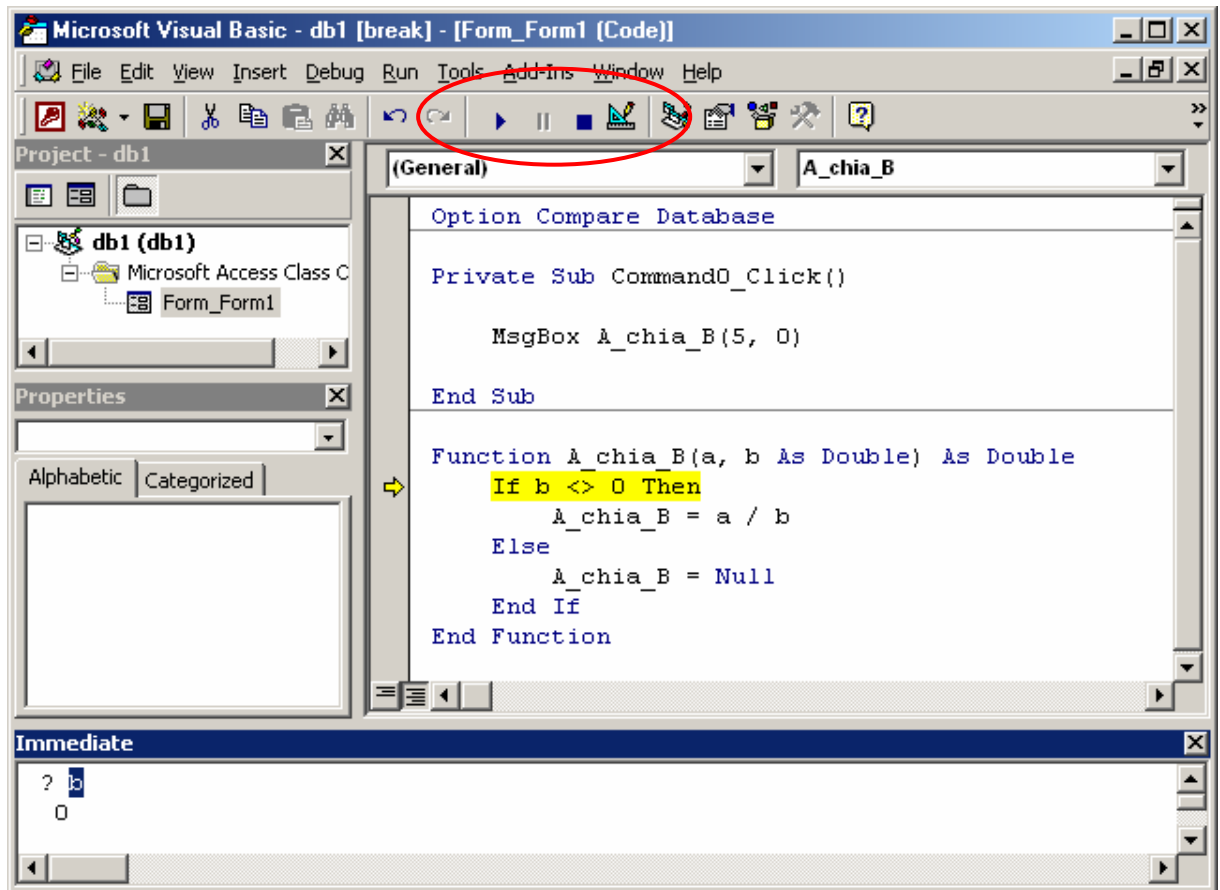 Microsoft Visual Basic - db1 [break] - [Form_Form1 (Code)]
File Edit View Insert Debug Run Tools Add-Ins Window Help
Project - db1
(General)
A_chia_B
db1 (db1)
Microsoft Access Class C
Form_Form1
Properties
Alphabetic
Categorized
Option Compare Database
Private Sub Command0_Click()
MsgBox A_chia_B(5, 0)
End Sub
Function A_chia_B(a, b As Double) As Double
If b <> 0 Then
A_chia_B = a / b
Else
A_chia_B = Null
End If
End Function
Immediate
? b
0